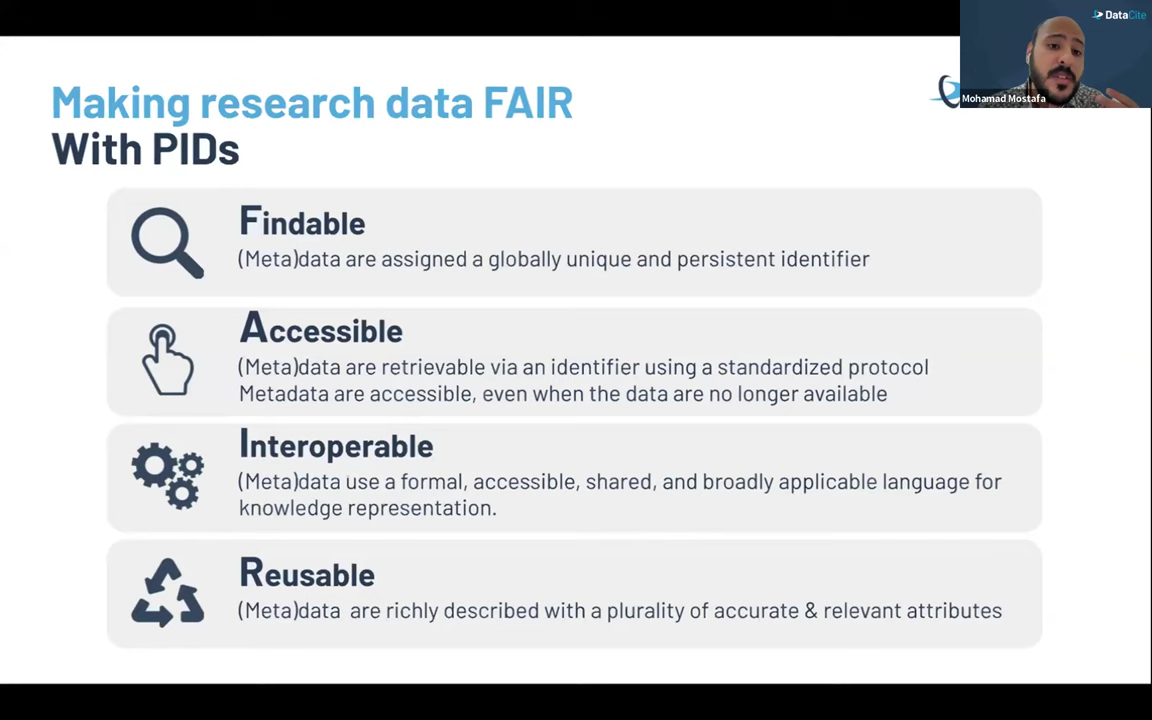 DataCite
Mohamad Mostafa
Making research data FAIR
With PIDs
Findable
(Meta)data are assigned a globally unique and persistent identifier
Accessible
(Meta)data are retrievable via an identifier using a standardized protocol
Metadata are accessible, even when the data are no longer available
Interoperable
(Meta)data use a formal, accessible, shared, and broadly applicable language for
knowledge representation.
Reusable
(Meta)data are richly described with a plurality of accurate & relevant attributes